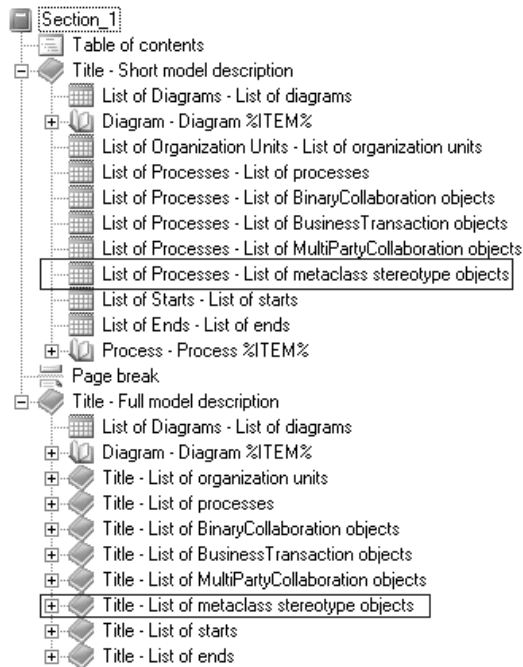 Section_1
Table of contents
Title - Short model description
List of Diagrams - List of diagrams
Diagram - Diagram %ITEM%
List of Organization Units - List of organization units
List of Processes - List of processes
List of Processes - List of BinaryCollaboration objects
List of Processes - List of BusinessTransaction objects
List of Processes - List of MultiPartyCollaboration objects
List of Processes - List of metaclass stereotype objects
List of Starts - List of starts
List of Ends - List of ends
Process - Process %ITEM%
Page break
Title - Full model description
List of Diagrams - List of diagrams
Diagram - Diagram %ITEM%
Title - List of organization units
Title - List of processes
Title - List of BinaryCollaboration objects
Title - List of BusinessTransaction objects
Title - List of MultiPartyCollaboration objects
Title - List of metaclass stereotype objects
Title - List of starts
Title - List of ends